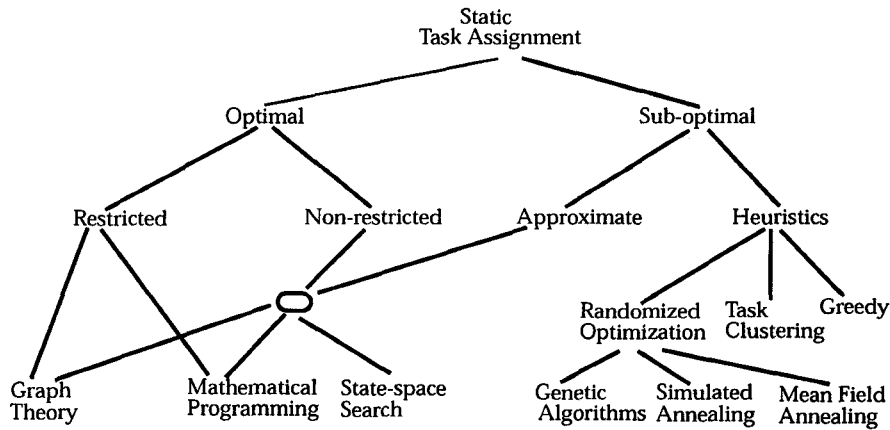 Static
Task Assignment
Optimal
Sub-optimal
Restricted
Non-restricted
Approximate
Heuristics
Randomized
Optimization
Task
Clustering
Greedy
Graph
Theory
Mathematical
Programming
State-space
Search
Genetic
Algorithms
Simulated
Annealing
Mean Field
Annealing